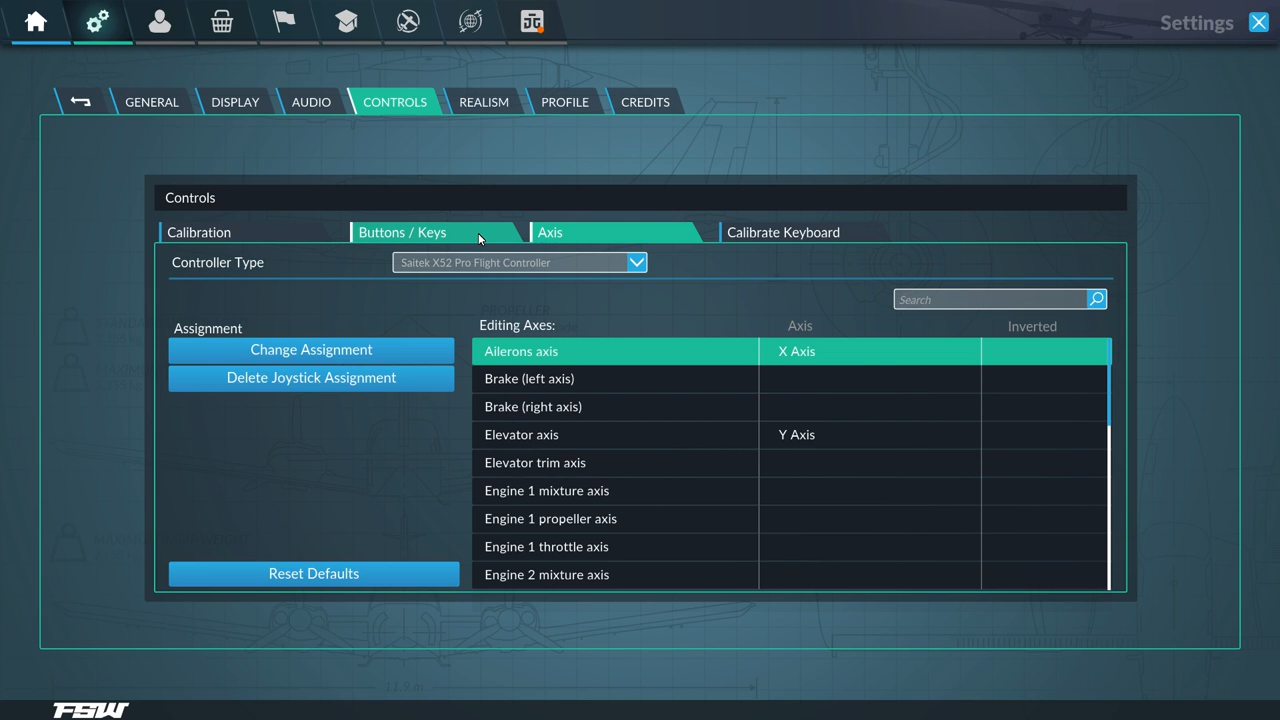 Settings
GENERAL
DISPLAY
AUDIO
CONTROLS
REALISM
PROFILE
CREDITS
Controls
Calibration
Buttons / Keys
Axis
Calibrate Keyboard
Controller Type
Saitek X52 Pro Flight Controller
Search
PROPELLER
Assignment
Editing Axes:
Axis
Inverted
Change Assignment
Delete Joystick Assignment
Reset Defaults
Ailerons axis
X Axis
Brake (left axis)
Brake (right axis)
Elevator axis
Y Axis
Elevator trim axis
Engine 1 mixture axis
Engine 1 propeller axis
Engine 1 throttle axis
Engine 2 mixture axis
11.9 m
FSW